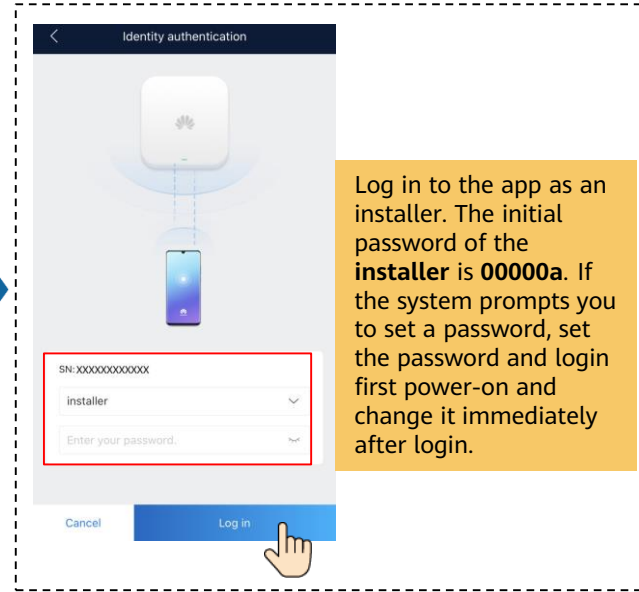 Identity authentication
SN: XXXXXXXXXXXX
installer
Enter your password.
Cancel
Log in
Log in to the app as an
installer. The initial
password of the
installer is 00000a. If
the system prompts you
to set a password, set
the password and login
first power-on and
change it immediately
after login.